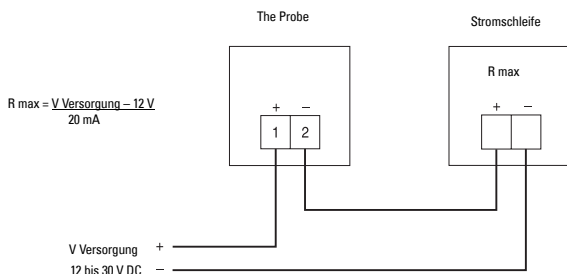 The Probe
Stromschleife
R max = V Versorgung – 12 V
20 mA
R max
+ –
1 2
+ –
V Versorgung +
12 bis 30 V DC –